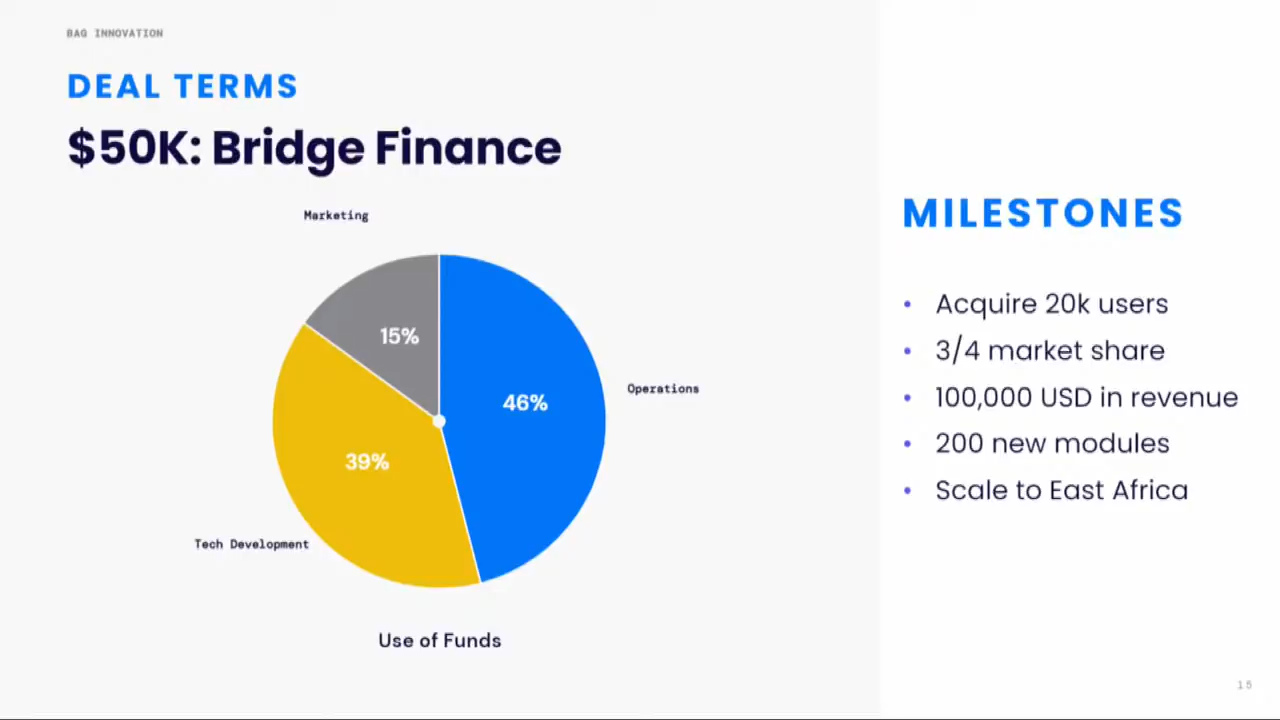 BAG INNOVATION
DEAL TERMS
$50K: Bridge Finance
Marketing
15%
46%
Operations
39%
Tech Development
Use of Funds
MILESTONES
• Acquire 20k users
• 3/4 market share
• 100,000 USD in revenue
• 200 new modules
• Scale to East Africa
15